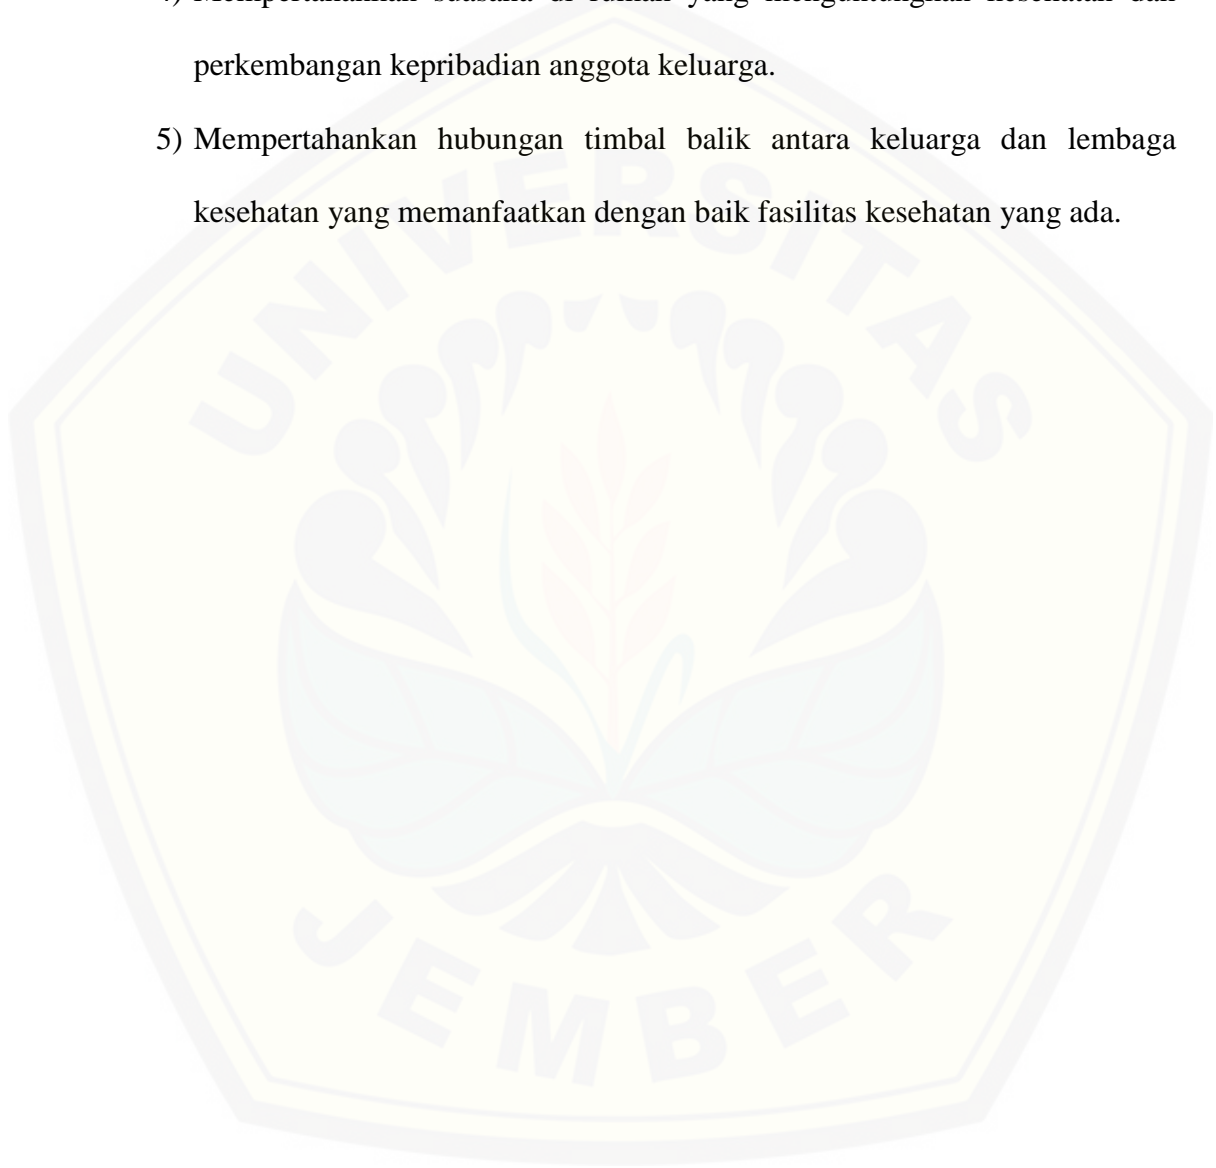 perkembangan kepribadian anggota keluarga.
5) Mempertahankan hubungan timbal balik antara keluarga dan lembaga
kesehatan yang memanfaatkan dengan baik fasilitas kesehatan yang ada.
UNIVERSITAS
JEMBER